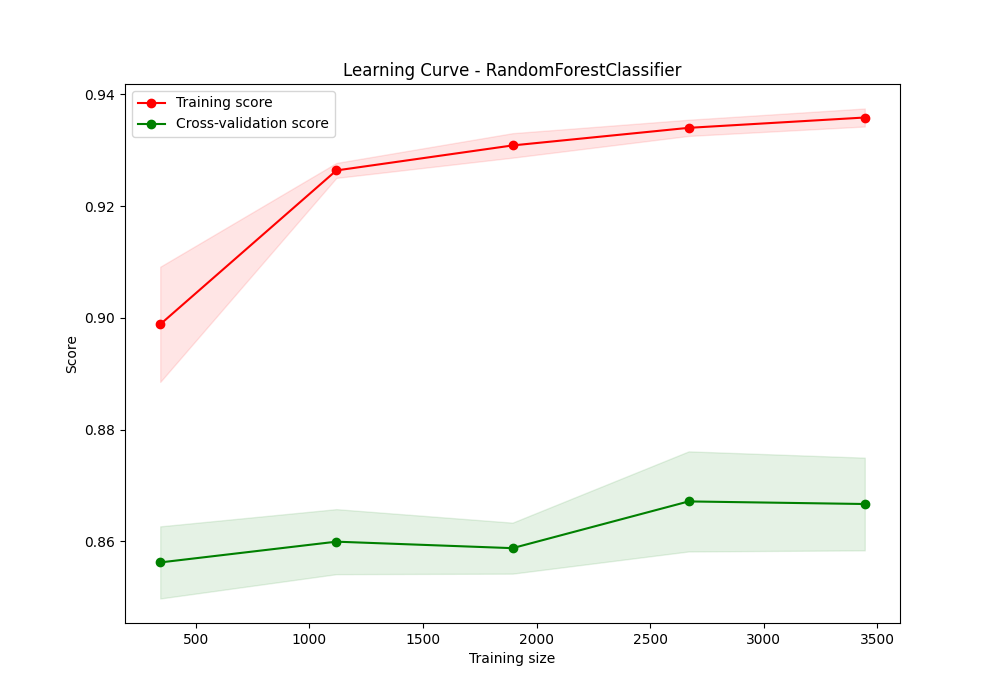 Learning Curve - RandomForestClassifier
Training score
Cross-validation score
0.94
0.92
0.90
0.88
0.86
Score
500 1000 1500 2000 2500 3000 3500
Training size